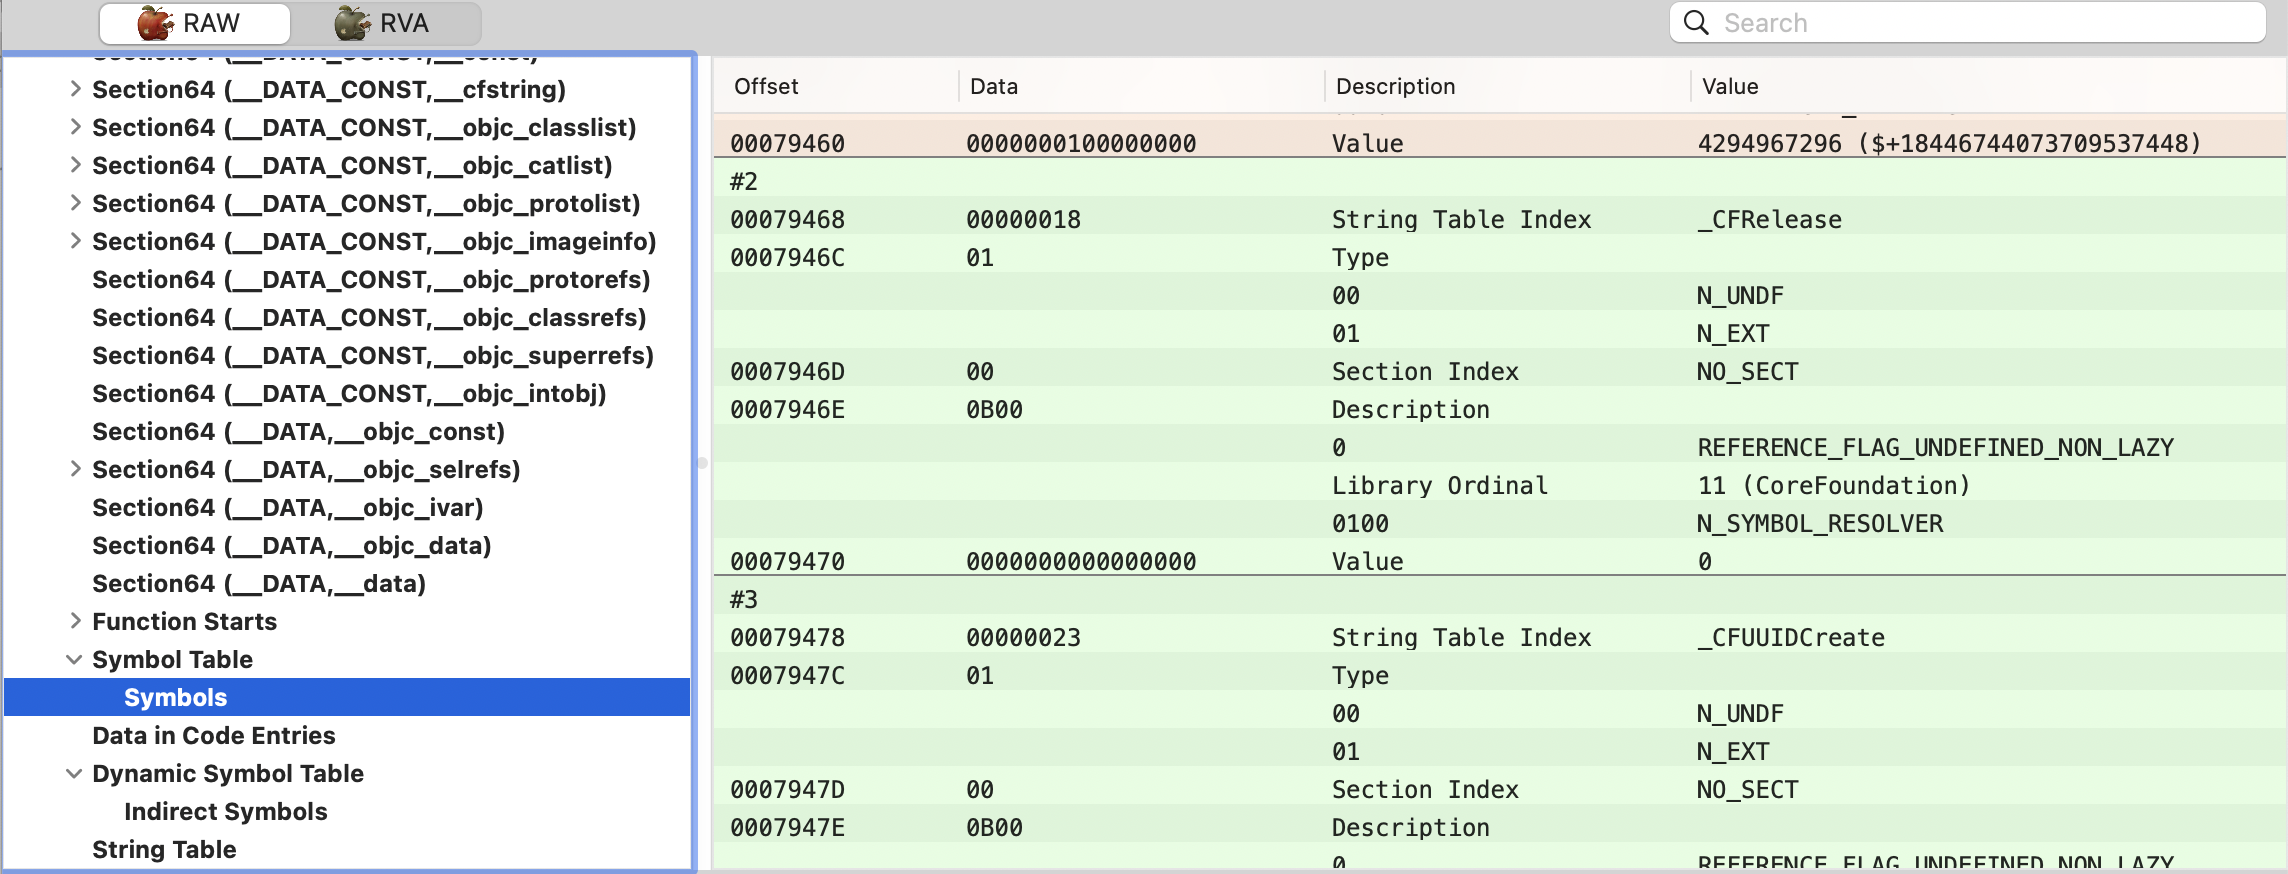 RAW
RVA
Search
Section64 (__DATA_CONST,__const)
Section64 (__DATA_CONST,__cfstring)
Section64 (__DATA_CONST,__objc_classlist)
Section64 (__DATA_CONST,__objc_catlist)
Section64 (__DATA_CONST,__objc_protolist)
Section64 (__DATA_CONST,__objc_imageinfo)
Section64 (__DATA_CONST,__objc_protorefs)
Section64 (__DATA_CONST,__objc_classrefs)
Section64 (__DATA_CONST,__objc_superrefs)
Section64 (__DATA_CONST,__objc_intobj)
Section64 (__DATA,__objc_const)
Section64 (__DATA,__objc_selrefs)
Section64 (__DATA,__objc_ivar)
Section64 (__DATA,__objc_data)
Section64 (__DATA,__data)
Function Starts
Symbol Table
Symbols
Data in Code Entries
Dynamic Symbol Table
Indirect Symbols
String Table
Offset Data Description Value
00079460 0000000100000000 Value 4294967296 ($+18446744073709537448)
#2
00079468 00000018 String Table Index _CFRelease
0007946C 01 Type
00 N_UNDF
01 N_EXT
0007946D 00 Section Index NO_SECT
0007946E 0B00 Description
0 REFERENCE_FLAG_UNDEFINED_NON_LAZY
Library Ordinal 11 (CoreFoundation)
0100 N_SYMBOL_RESOLVER
00079470 0000000000000000 Value 0
#3
00079478 00000023 String Table Index _CFUUIDCreate
0007947C 01 Type
00 N_UNDF
01 N_EXT
0007947D 00 Section Index NO_SECT
0007947E 0B00 Description
0 REFERENCE_FLAG_UNDEFINED_NON_LAZY